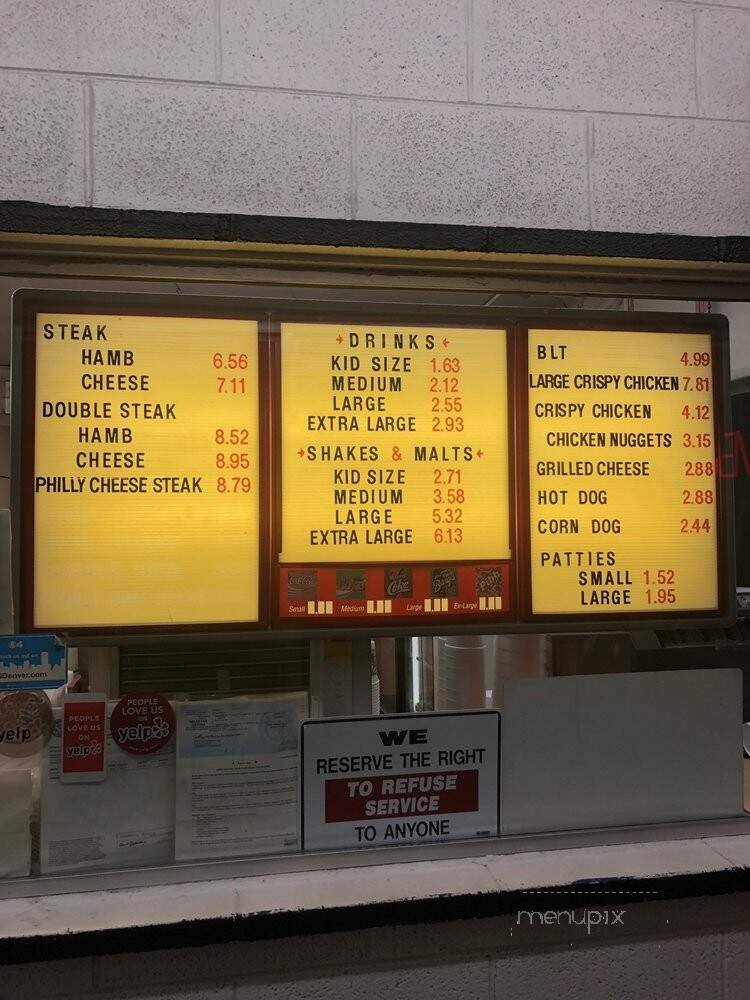 STEAK
HAMB 6.56
CHEESE 7.11
DOUBLE STEAK
HAMB 8.52
CHEESE 8.95
PHILLY CHEESE STEAK 8.79
DRINKS
KID SIZE 1.63
MEDIUM 2.12
LARGE 2.55
EXTRA LARGE 2.93
SHAKES & MALTS
KID SIZE 2.71
MEDIUM 3.58
LARGE 5.32
EXTRA LARGE 6.13
Coke
Small Medium Large Ex-Large
BLT 4.99
LARGE CRISPY CHICKEN 7.81
CRISPY CHICKEN 4.12
CHICKEN NUGGETS 3.15
GRILLED CHEESE 2.88
HOT DOG 2.88
CORN DOG 2.44
PATTIES
SMALL 1.52
LARGE 1.95
Denver.com
yelp
PEOPLE
LOVE US
ON
yelp
PEOPLE
LOVE US
ON
yelp
WE
RESERVE THE RIGHT
TO REFUSE
SERVICE
TO ANYONE
menupix